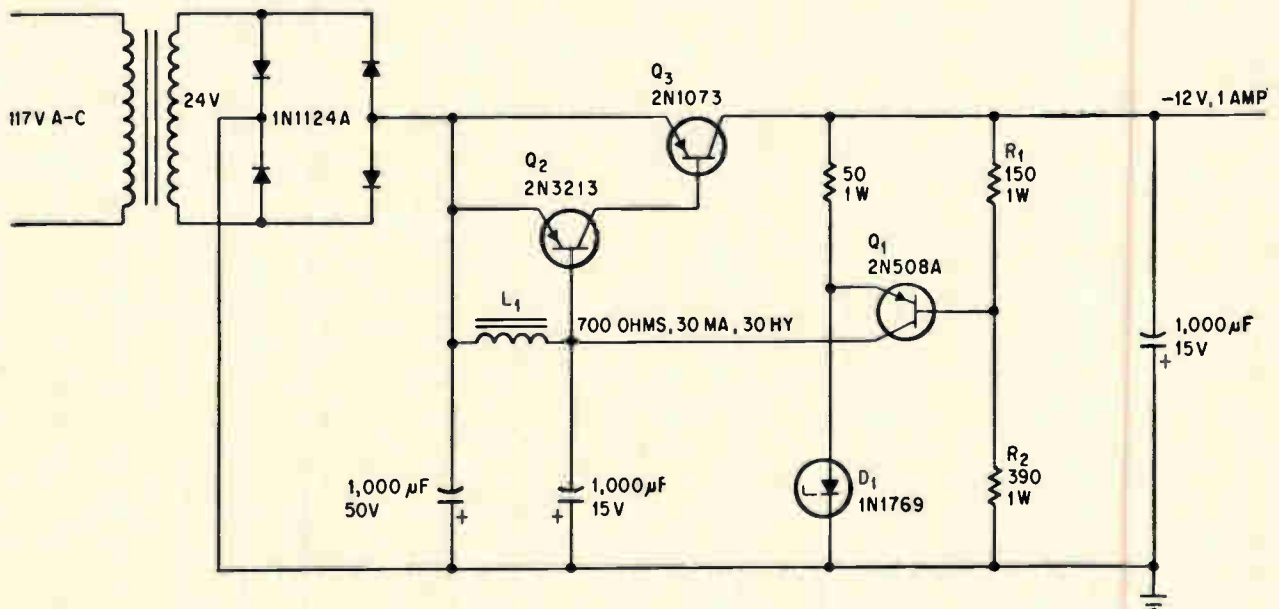 117V A-C
24V
1N1124A
Q3
2N1073
Q2
2N3213
-12V, 1 AMP
50
1W
R1
150
1W
Q1
2N508A
L1
700 OHMS, 30 MA, 30 HY
1,000 µF
15V
+
1,000 µF
50V
+
1,000 µF
15V
+
D1
1N1769
R2
390
1W